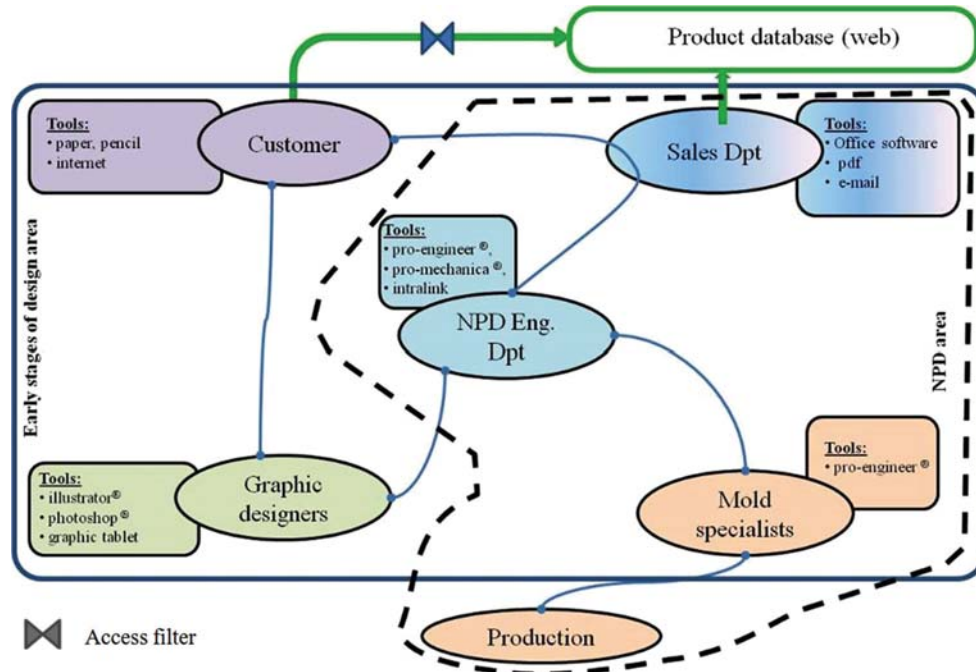 Product database (web)
Tools:
• paper, pencil
• internet
Customer
Sales Dpt
Tools:
• Office software
• pdf
• e-mail
Tools:
• pro-engineer ®,
• pro-mechanica ®,
• intralink
NPD Eng.
Dpt
Early stages of design area
NPD area
Tools:
• illustrator®
• photoshop ®
• graphic tablet
Graphic
designers
Tools:
• pro-engineer ®
Mold
specialists
Production
Access filter